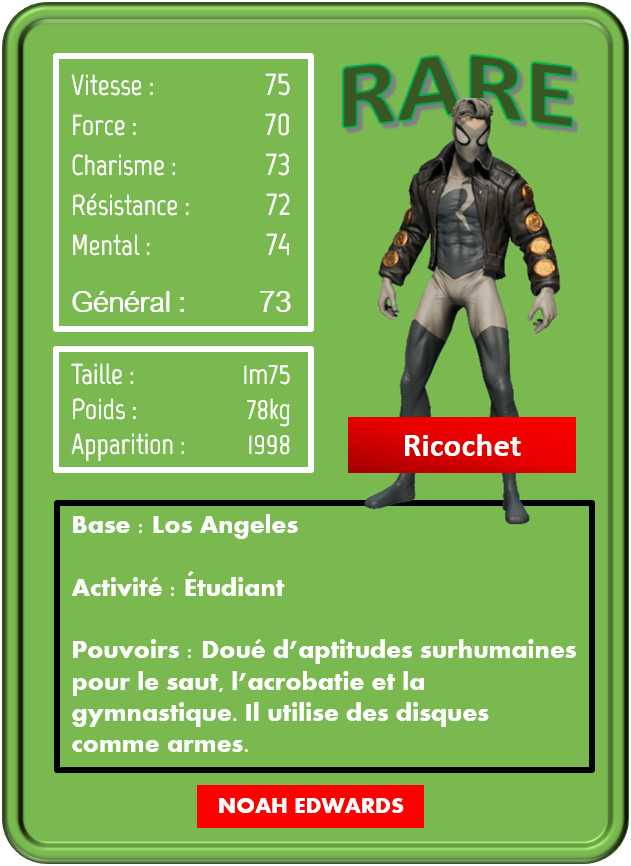 RARE
Vitesse : 75
Force : 70
Charisme : 73
Résistance : 72
Mental : 74
Général : 73
Taille : 1m75
Poids : 78kg
Apparition : 1998
Ricochet
Base : Los Angeles
Activité : Étudiant
Pouvoirs : Doué d’aptitudes surhumaines
pour le saut, l’acrobatie et la
gymnastique. Il utilise des disques
comme armes.
NOAH EDWARDS